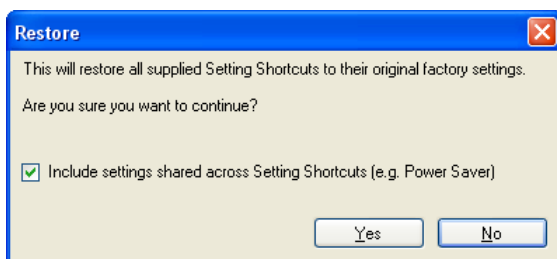 Restore
This will restore all supplied Setting Shortcuts to their original factory settings.
Are you sure you want to continue?
Include settings shared across Setting Shortcuts (e.g. Power Saver)
Yes No